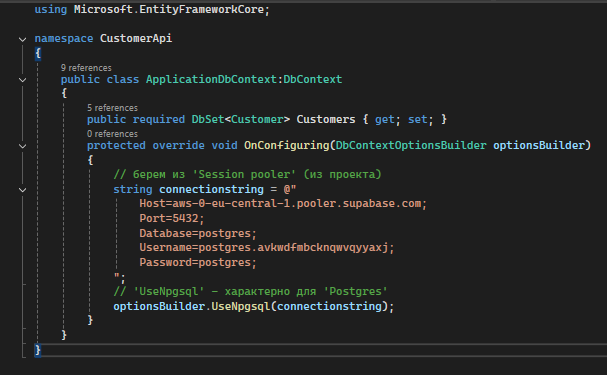 using Microsoft.EntityFrameworkCore;
namespace CustomerApi
{
9 references
public class ApplicationDbContext:DbContext
{
5 references
public required DbSet<Customer> Customers { get; set; }
0 references
protected override void OnConfiguring(DbContextOptionsBuilder optionsBuilder)
{
// берем из 'Session pooler' (из проекта)
string connectionstring = @"
Host=aws-0-eu-central-1.pooler.supabase.com;
Port=5432;
Database=postgres;
Username=postgres.avkwdfmbcknqwvqyyaxj;
Password=postgres;
";
// 'UseNpgsql' - характерно для 'Postgres'
optionsBuilder.UseNpgsql(connectionstring);
}
}
}